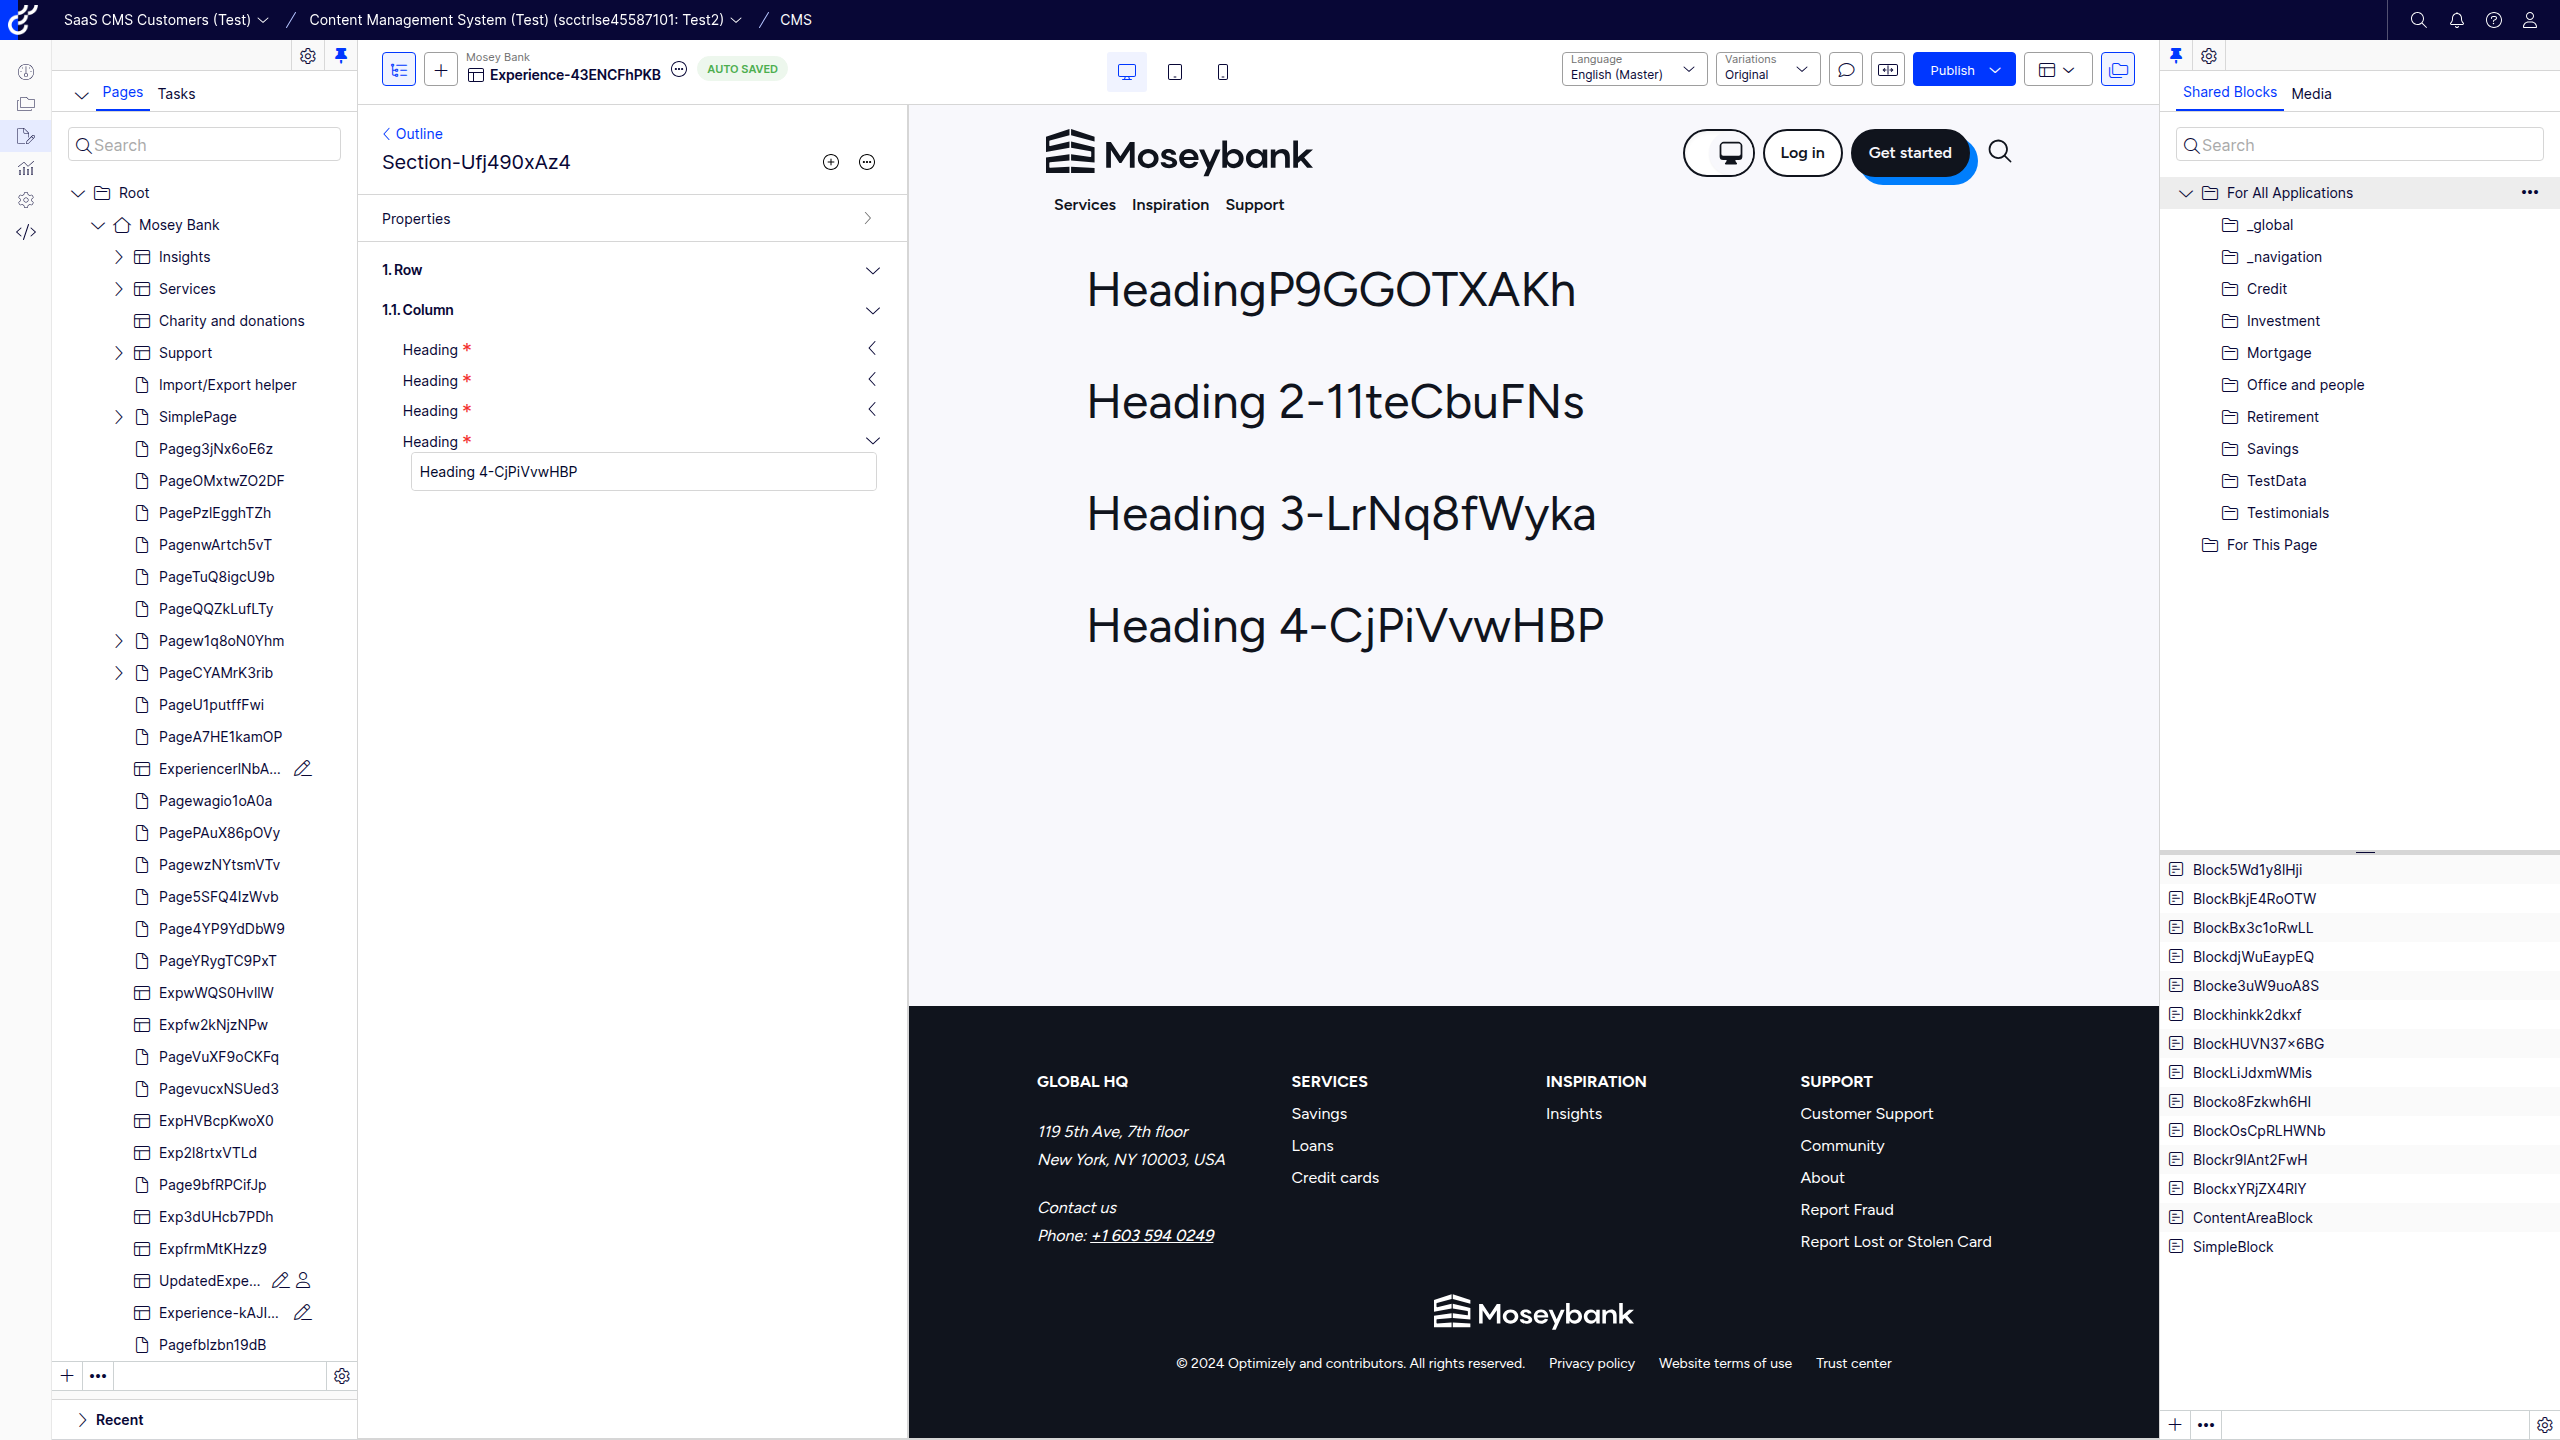 SaaS CMS Customers (Test) / Content Management System (Test) (scctrlse45587101: Test2) / CMS
Pages Tasks
Search
Root
Mosey Bank
Insights
Services
Charity and donations
Support
Import/Export helper
SimplePage
Pageg3jNx6oE6z
PageOMxtwZO2DF
PagePzIEgghTZh
PagenwArtch5vT
PageTuQ8igcU9b
PageQQZkLufLTy
Pagew1q8oN0Yhm
PageCYAMrK3rib
PageU1putffFwi
PageA7HE1kamOP
ExperiencerINbA...
Pagewagio1oA0a
PagePAuX86pOVy
PagewzNYtsmVTv
Page5SFQ4IzWvb
Page4YP9YdDbW9
PageYRygTC9PxT
ExpwWQS0HvIlW
Expfw2kNjzNPw
PageVuXF9oCKFq
PagevucxNSUed3
ExpHVBcpKwoX0
Exp2l8rtxVTLd
Page9bfRPCifJp
Exp3dUHcb7PDh
ExpfrmMtKHzz9
UpdatedExpe...
Experience-kAJl...
Pagefblzbn19dB
Recent
Mosey Bank
Experience-43ENCFhPKB
AUTO SAVED
Language
English (Master)
Variations
Original
Publish
Outline
Section-Ufj490xAz4
Properties
1. Row
1.1. Column
Heading *
Heading *
Heading *
Heading *
Heading 4-CjPiVvwHBP
Moseybank
Log in
Get started
Services Inspiration Support
HeadingP9GGOTXAKh
Heading 2-11teCbuFNs
Heading 3-LrNq8fWyka
Heading 4-CjPiVvwHBP
GLOBAL HQ
119 5th Ave, 7th floor
New York, NY 10003, USA
Contact us
Phone: +1 603 594 0249
SERVICES
Savings
Loans
Credit cards
INSPIRATION
Insights
SUPPORT
Customer Support
Community
About
Report Fraud
Report Lost or Stolen Card
Moseybank
© 2024 Optimizely and contributors. All rights reserved. Privacy policy Website terms of use Trust center
Shared Blocks Media
Search
For All Applications
_global
_navigation
Credit
Investment
Mortgage
Office and people
Retirement
Savings
TestData
Testimonials
For This Page
Block5Wd1y8lHji
BlockBkjE4RoOTW
BlockBx3c1oRwLL
BlockdjWuEaypEQ
Blocke3uW9uoA8S
Blockhinkk2dkxf
BlockHUVN37x6BG
BlockLiJdxmWMis
Blocko8Fzkwh6Hl
BlockOsCpRLHWNb
Blockr9lAnt2FwH
BlockxYRjZX4RlY
ContentAreaBlock
SimpleBlock